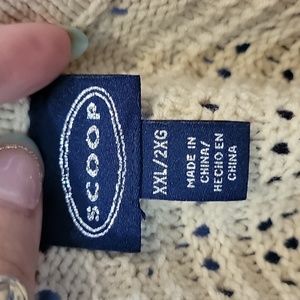 SCOOP
XXL/2XG
MADE IN
CHINA/
HECHO EN
CHINA